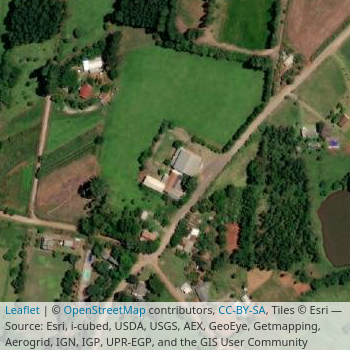 Leaflet | © OpenStreetMap contributors, CC-BY-SA, Tiles © Esri —
Source: Esri, i-cubed, USDA, USGS, AEX, GeoEye, Getmapping,
Aerogrid, IGN, IGP, UPR-EGP, and the GIS User Community